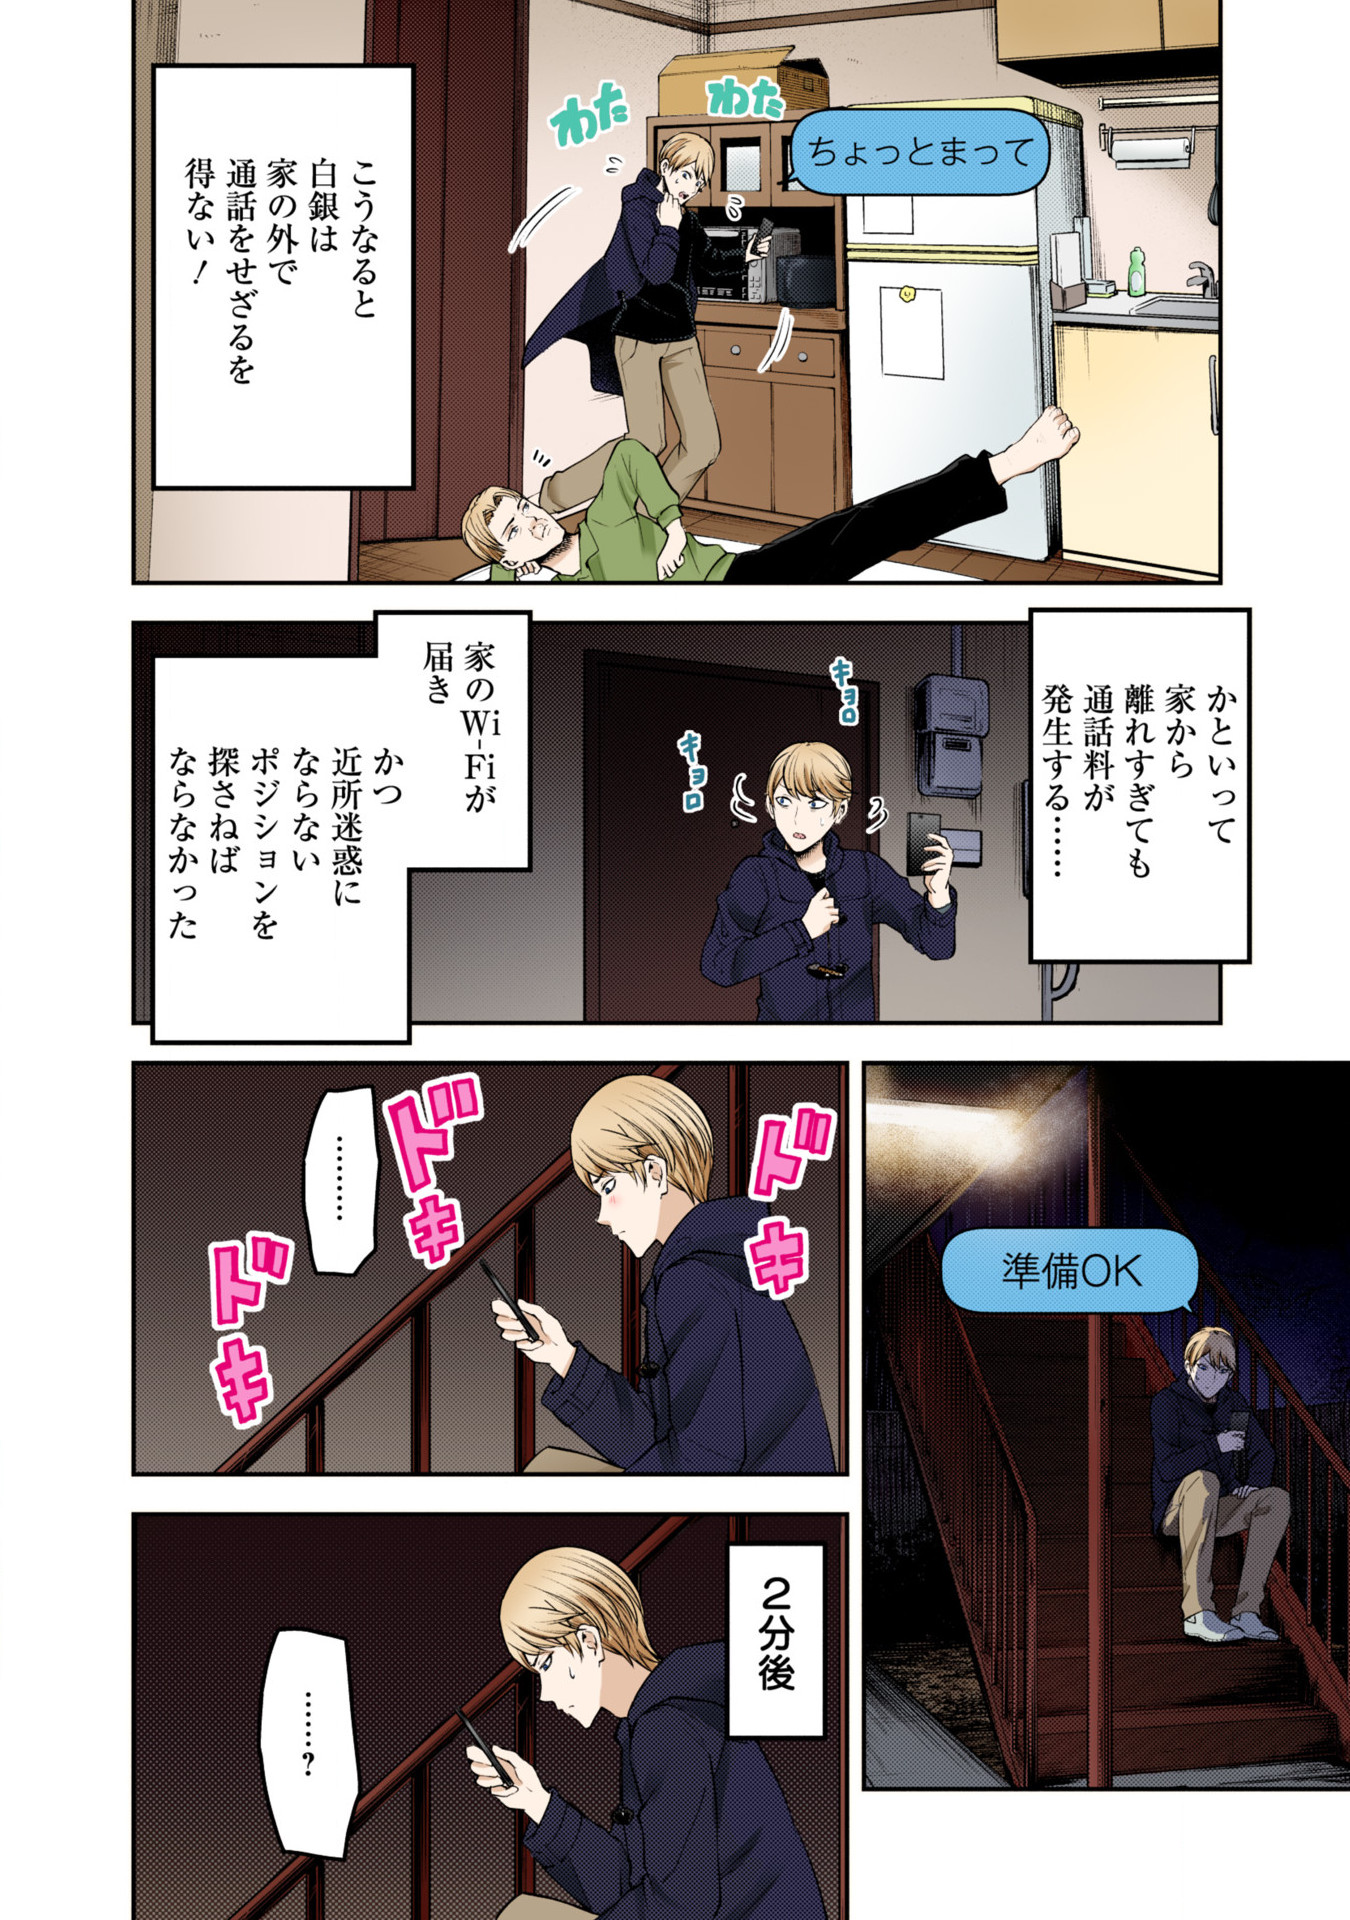 ちょっとまって
わた
わた
こうなると
白銀は
家の外で
通話をせざるを
得ない！
かといって
家から
離れすぎても
通話料が
発生する………
キョロ
キョロ
家のWi-Fiが
届き
かつ
近所迷惑に
ならない
ポジションを
探さねば
ならなかった
準備OK
ドキ
ドキ
ドキ
………
2分後
……?